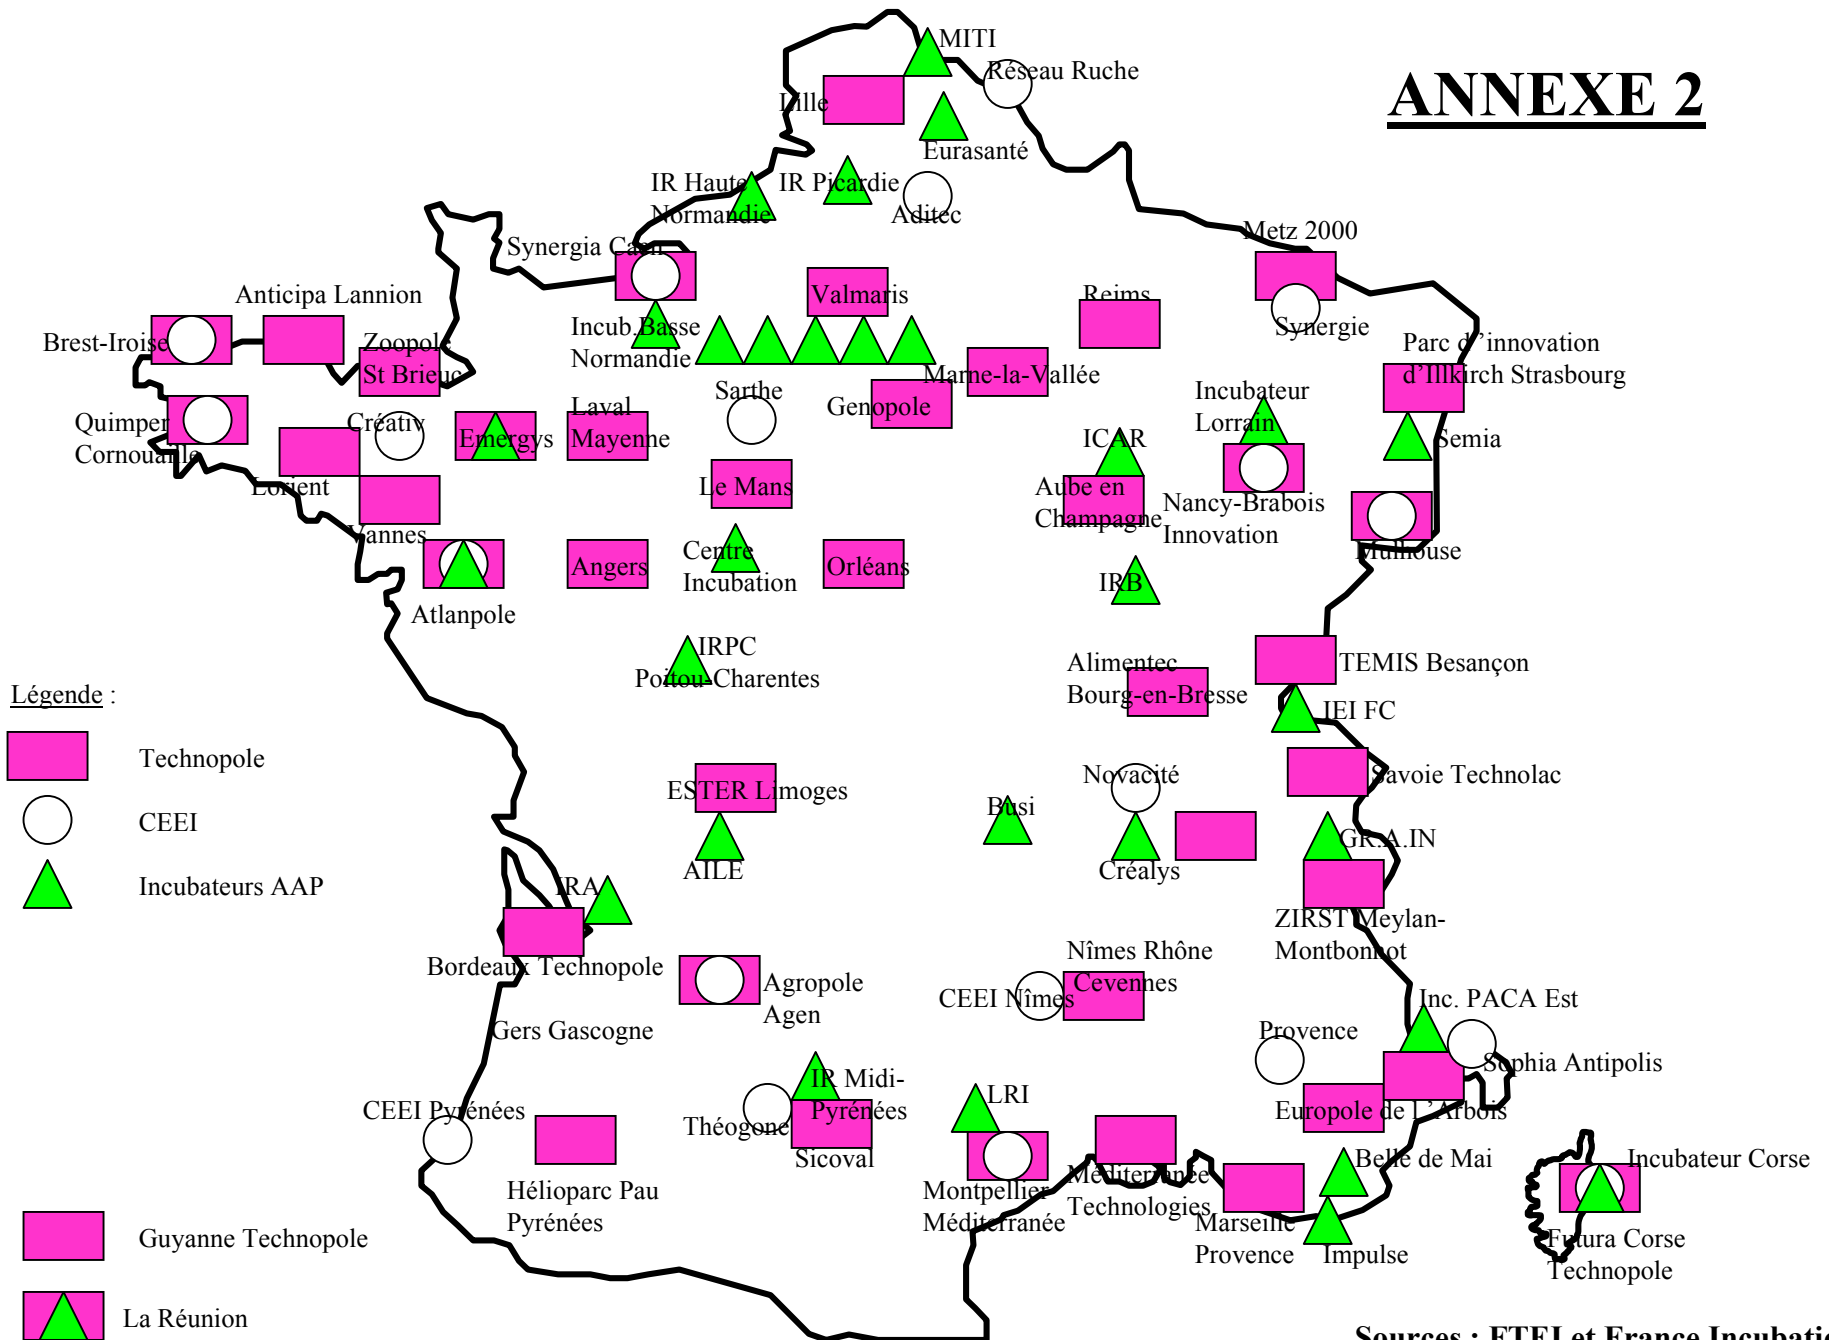 ANNEXE 2
MITI
Réseau Ruche
Lille
Eurasanté
IR Haute
Normandie
IR Picardie
Aditec
Synergia Caen
Metz 2000
Anticipa Lannion
Valmaris
Reims
Brest-Iroise
Zoopole
St Brieuc
Incub.Basse
Normandie
Synergie
Parc d'innovation
d'Illkirch Strasbourg
Marne-la-Vallée
Sarthe
Genopole
Incubateur
Lorrain
Quimper
Cornouaille
Créativ
Emergys
Laval
Mayenne
ICAR
Semia
Lorient
Le Mans
Aube en
Champagne
Nancy-Brabois
Innovation
Vannes
Mulhouse
Angers
Centre
Incubation
Orléans
IRB
Atlanpole
IRPC
Poitou-Charentes
Alimentec
Bourg-en-Bresse
TEMIS Besançon
IEI FC
Légende :
Technopole
CEEI
Incubateurs AAP
ESTER Limoges
Busi
Novacité
Savoie Technolac
AILE
Créalys
GR.A.IN
IRA
ZIRST Meylan-
Montbonnot
Bordeaux Technopole
Agropole
Agen
CEEI Nîmes
Nîmes Rhône
Cevennes
Gers Gascogne
Provence
Inc. PACA Est
Sophia Antipolis
CEEI Pyrénées
Théogone
IR Midi-
Pyrénées
LRI
Europole de L'Arbois
Sicoval
Hélioparc Pau
Pyrénées
Montpellier
Méditerranée
Méditerranée
Technologies
Belle de Mai
Marseille
Provence
Impulse
Incubateur Corse
Futura Corse
Technopole
Guyanne Technopole
La Réunion
Sources : FTEI et France Incubati